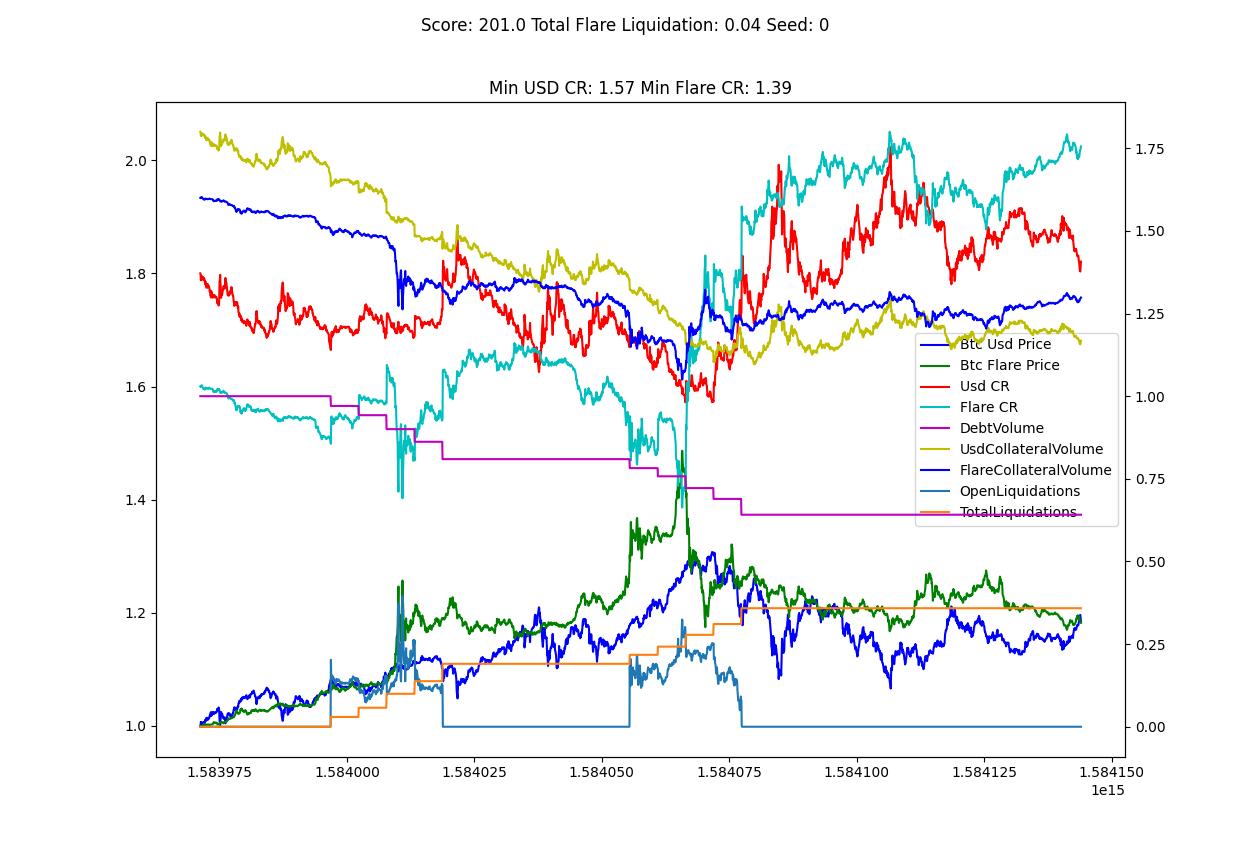 Score: 201.0 Total Flare Liquidation: 0.04 Seed: 0
Min USD CR: 1.57 Min Flare CR: 1.39
2.0
1.8
1.6
1.4
1.2
1.0
1.75
1.50
1.25
1.00
0.75
0.50
0.25
0.00
Btc Usd Price
Btc Flare Price
Usd CR
Flare CR
DebtVolume
UsdCollateralVolume
FlareCollateralVolume
OpenLiquidations
TotalLiquidations
1.583975 1.584000 1.584025 1.584050 1.584075 1.584100 1.584125 1.584150
1e15